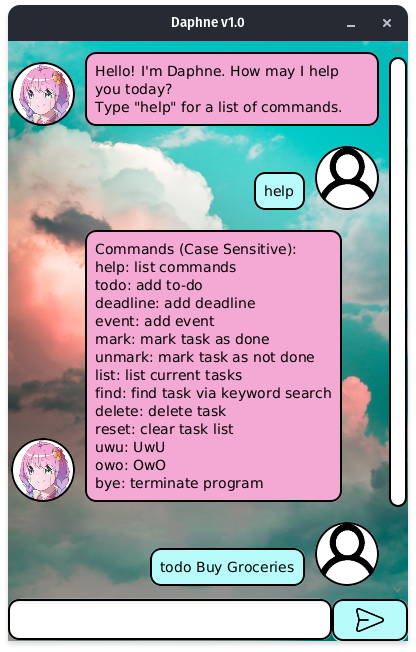 Daphne v1.0
Hello! I'm Daphne. How may I help
you today?
Type "help" for a list of commands.
help
Commands (Case Sensitive):
help: list commands
todo: add to-do
deadline: add deadline
event: add event
mark: mark task as done
unmark: mark task as not done
list: list current tasks
find: find task via keyword search
delete: delete task
reset: clear task list
uwu: UwU
owo: OwO
bye: terminate program
todo Buy Groceries